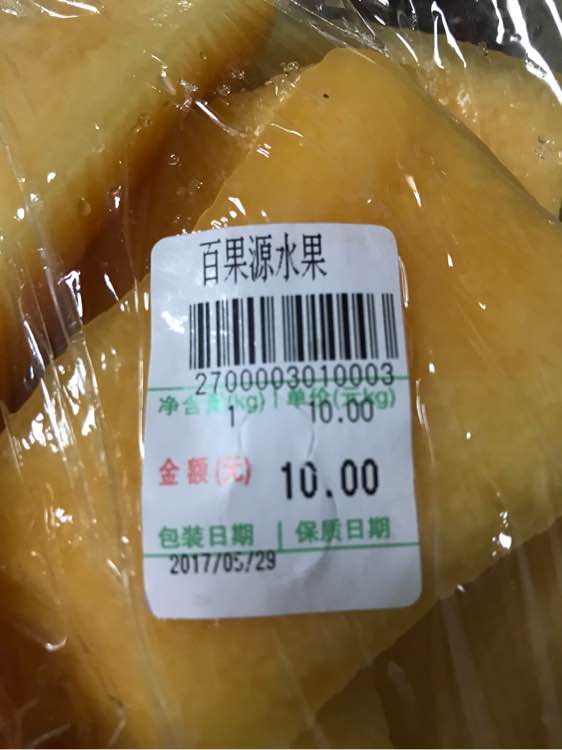 百果源水果
2700003010003
净含量(kg) 单价(元/kg)
1 10.00
金额(元) 10.00
包装日期 保质日期
2017/05/29